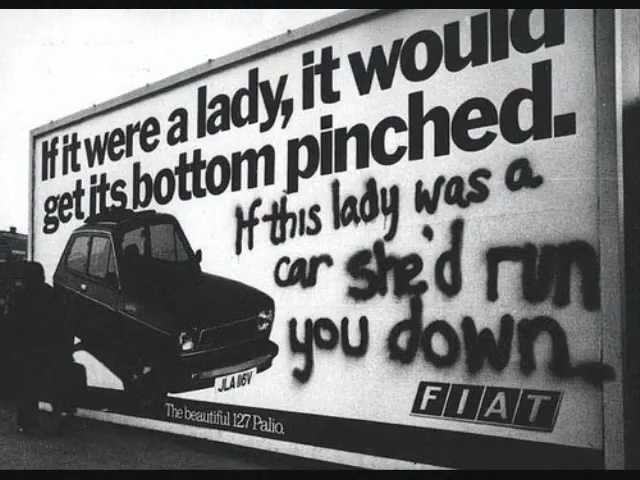 If it were a lady, it would
get its bottom pinched.
If this lady was a
car she'd run
you down
JLA 116V
The beautiful 127 Palio.
FIAT